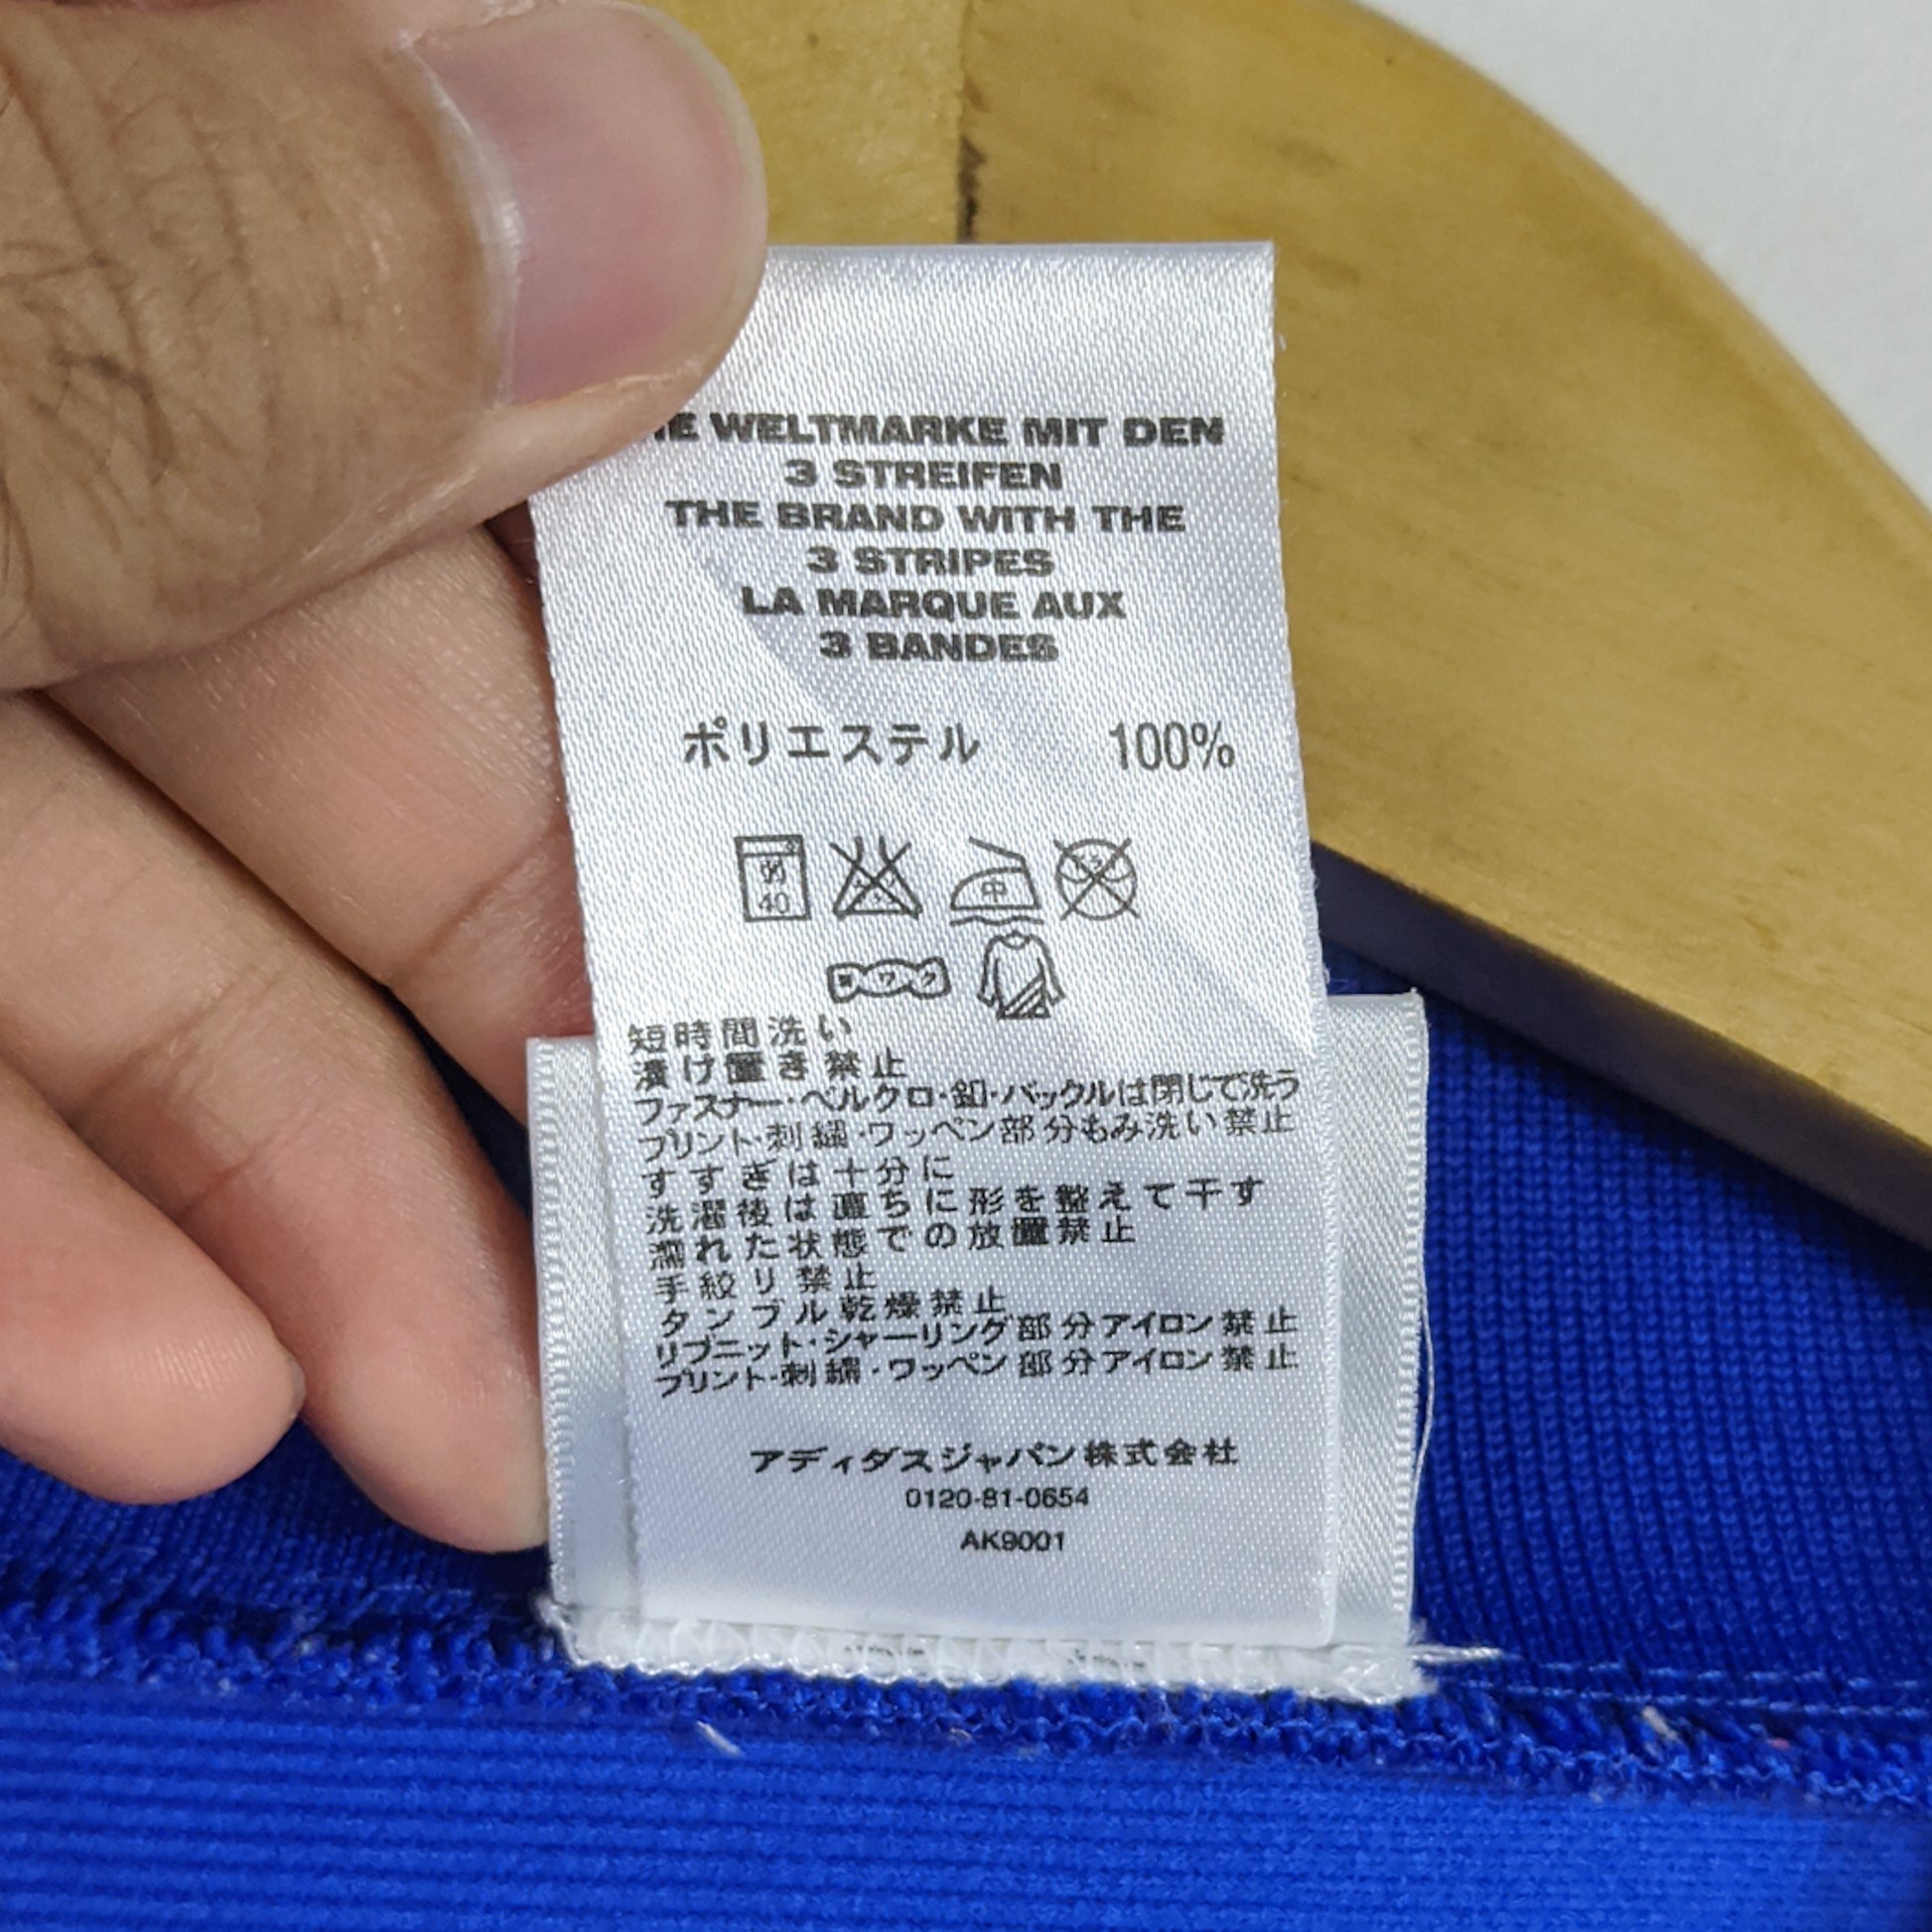 IE WELTMARKE MIT DEN
3 STREIFEN
THE BRAND WITH THE
3 STRIPES
LA MARQUE AUX
3 BANDES
ポリエステル 100%
40 中
ワ
短時間洗い
漬け置き禁止
ファスナー・ベルクロ・釦・バックルは閉じて洗う
プリント・刺繍・ワッペン部分もみ洗い禁止
すすぎは十分に
洗濯後は直ちに形を整えて干す
濡れた状態での放置禁止
手絞り禁止
タンブル乾燥禁止
リブニット・シャーリング部分アイロン禁止
プリント・刺繍・ワッペン部分アイロン禁止
アディダスジャパン株式会社
0120-81-0654
AK9001